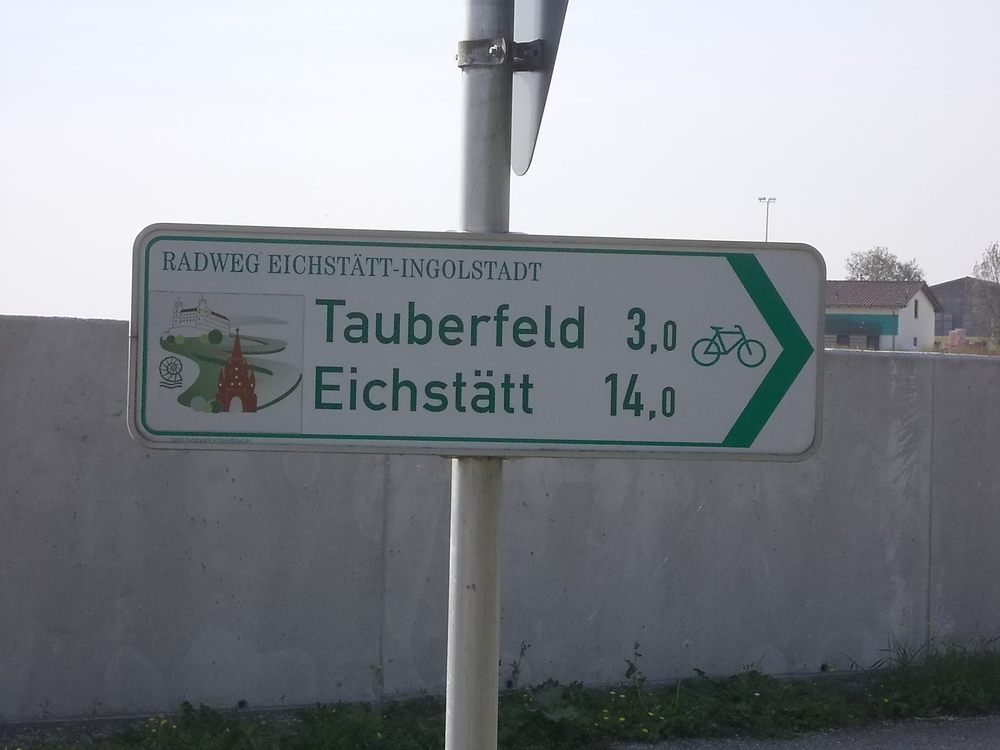 RADWEG EICHSTÄTT-INGOLSTADT
Tauberfeld 3,0
Eichstätt 14,0